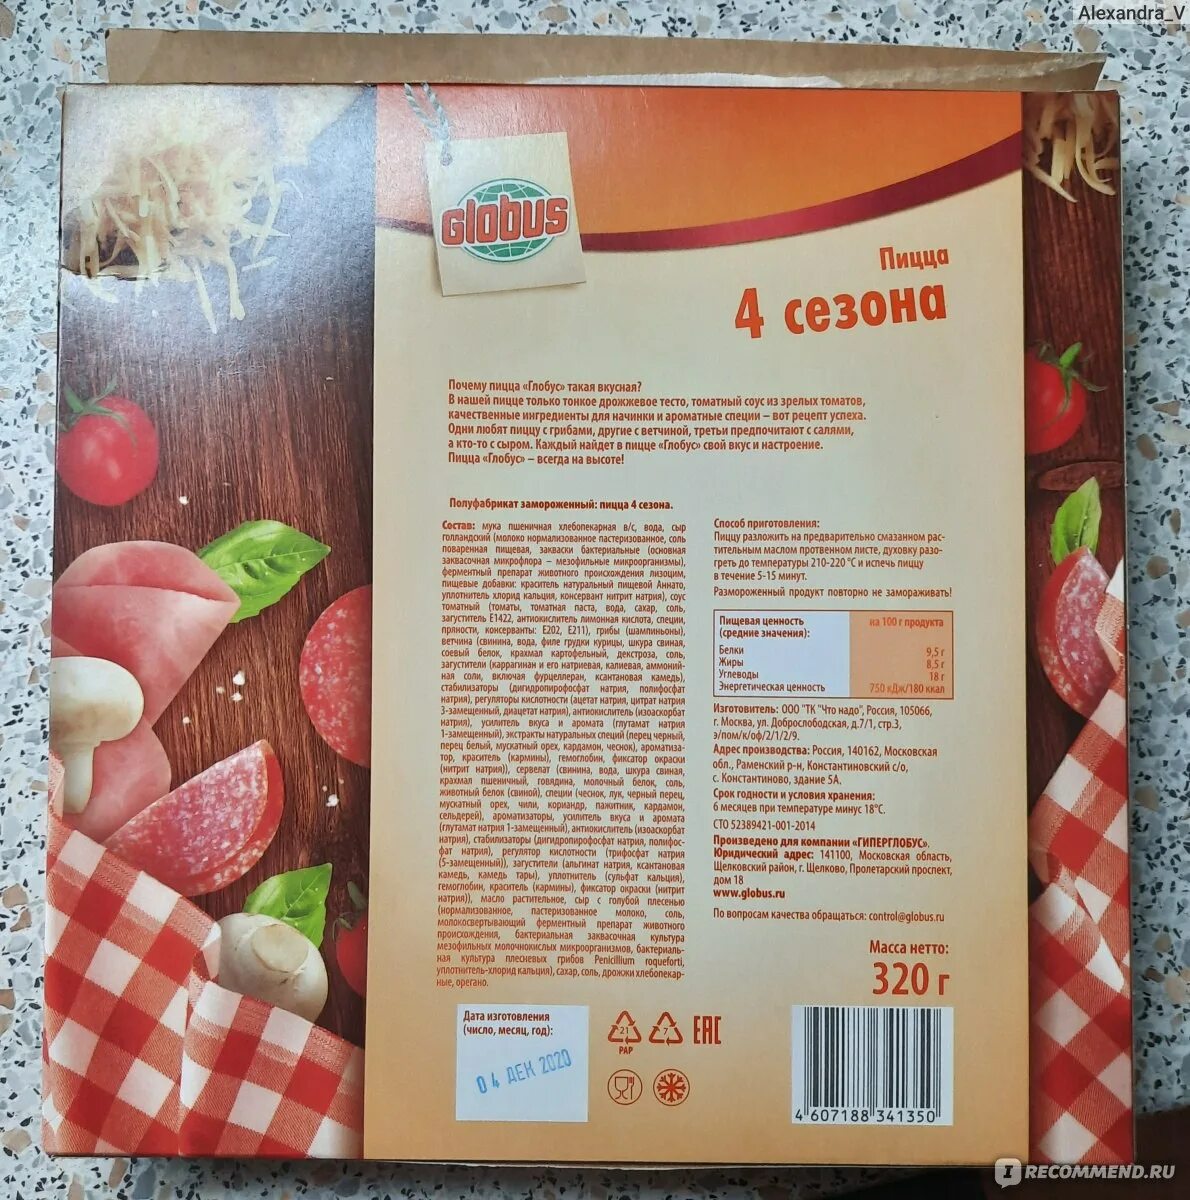 Alexandra_V
Globus
Пицца
4 сезона
Почему пицца «Глобус» такая вкусная?
В нашей пицце только тонкое дрожжевое тесто, томатный соус из зрелых томатов,
качественные ингредиенты для начинки и ароматные специи – вот рецепт успеха.
Одни любят пиццу с грибами, другие с ветчиной, третьи предпочитают с салями,
а кто-то с сыром. Каждый найдет в пицце «Глобус» свой вкус и настроение.
Пицца «Глобус» – всегда на высоте!
Полуфабрикат замороженный: пицца 4 сезона.
Состав: мука пшеничная хлебопекарная в/с, вода, сыр
голландский (молоко нормализованное пастеризованное, соль
поваренная пищевая, закваски бактериальные (основная
заквасочная микрофлора – мезофильные микроорганизмы),
ферментный препарат животного происхождения лизоцим,
пищевые добавки: краситель натуральный пищевой Аннато,
уплотнитель хлорид кальция, консервант нитрит натрия), соус
томатный (томаты, томатная паста, вода, сахар, соль,
загуститель Е1422, антиокислитель лимонная кислота, специи,
пряности, консерванты: Е202, Е211), грибы (шампиньоны),
ветчина (свинина, вода, филе грудки курицы, шкура свиная,
соевый белок, крахмал картофельный, декстроза, соль,
загустители (каррагинан и его натриевая, калиевая, аммоний-
ная соли, включая фурцеллеран, ксантановая камедь),
стабилизаторы (дигидропирофосфат натрия, полифосфат
натрия), регуляторы кислотности (ацетат натрия, цитрат натрия
3-замещенный, диацетат натрия), антиокислитель (изоаскорбат
натрия), усилитель вкуса и аромата (глутамат натрия
1-замещенный), экстракты натуральных специй (перец черный,
перец белый, мускатный орех, кардамон, чеснок), ароматиза-
тор, краситель (кармины), гемоглобин, фиксатор окраски
(нитрит натрия)), сервелат (свинина, вода, шкура свиная,
крахмал пшеничный, говядина, молочный белок, соль,
животный белок (свиной), специи (чеснок, лук, черный перец,
мускатный орех, чили, кориандр, пажитник, кардамон,
сельдерей), ароматизаторы, усилитель вкуса и аромата
(глутамат натрия 1-замещенный), антиокислитель (изоаскорбат
натрия), стабилизаторы (дигидропирофосфат натрия, полифос-
фат натрия), регулятор кислотности (трифосфат натрия
(5-замещенный)), загустители (альгинат натрия, ксантановая
камедь, камедь тары), уплотнитель (сульфат кальция),
гемоглобин, краситель (кармины), фиксатор окраски (нитрит
натрия)), масло растительное, сыр с голубой плесенью
(нормализованное, пастеризованное молоко, соль,
молокосвертывающий ферментный препарат животного
происхождения, бактериальная заквасочная культура
мезофильных молочнокислых микроорганизмов, бактериаль-
ная культура плесневых грибов Penicillium roqueforti,
уплотнитель-хлорид кальция), сахар, соль, дрожжи хлебопекар-
ные, орегано.
Способ приготовления:
Пиццу разложить на предварительно смазанном рас-
тительным маслом протвенном листе, духовку разо-
греть до температуры 210-220 °С и испечь пиццу
в течение 5-15 минут.
Размороженный продукт повторно не замораживать!
Пищевая ценность на 100 г продукта
(средние значения):
Белки 9,5 г
Жиры 8,5 г
Углеводы 18 г
Энергетическая ценность 750 кДж/180 ккал
Изготовитель: ООО "ТК "Что надо", Россия, 105066,
г. Москва, ул. Доброслободская, д.7/1, стр.3,
э/пом/к/оф/2/1/2/9.
Адрес производства: Россия, 140162, Московская
обл., Раменский р-н, Константиновский с/о,
с. Константиново, здание 5А.
Срок годности и условия хранения:
6 месяцев при температуре минус 18°С.
СТО 52389421-001-2014
Произведено для компании «ГИПЕРГЛОБУС».
Юридический адрес: 141100, Московская область,
Щелковский район, г. Щелково, Пролетарский проспект,
дом 18
www.globus.ru
По вопросам качества обращаться: control@globus.ru
Масса нетто:
320 г
Дата изготовления
(число, месяц, год):
04 ДЕК 2020
21
PAP
7
ЕАС
4 607188 341350
IRECOMMEND.RU